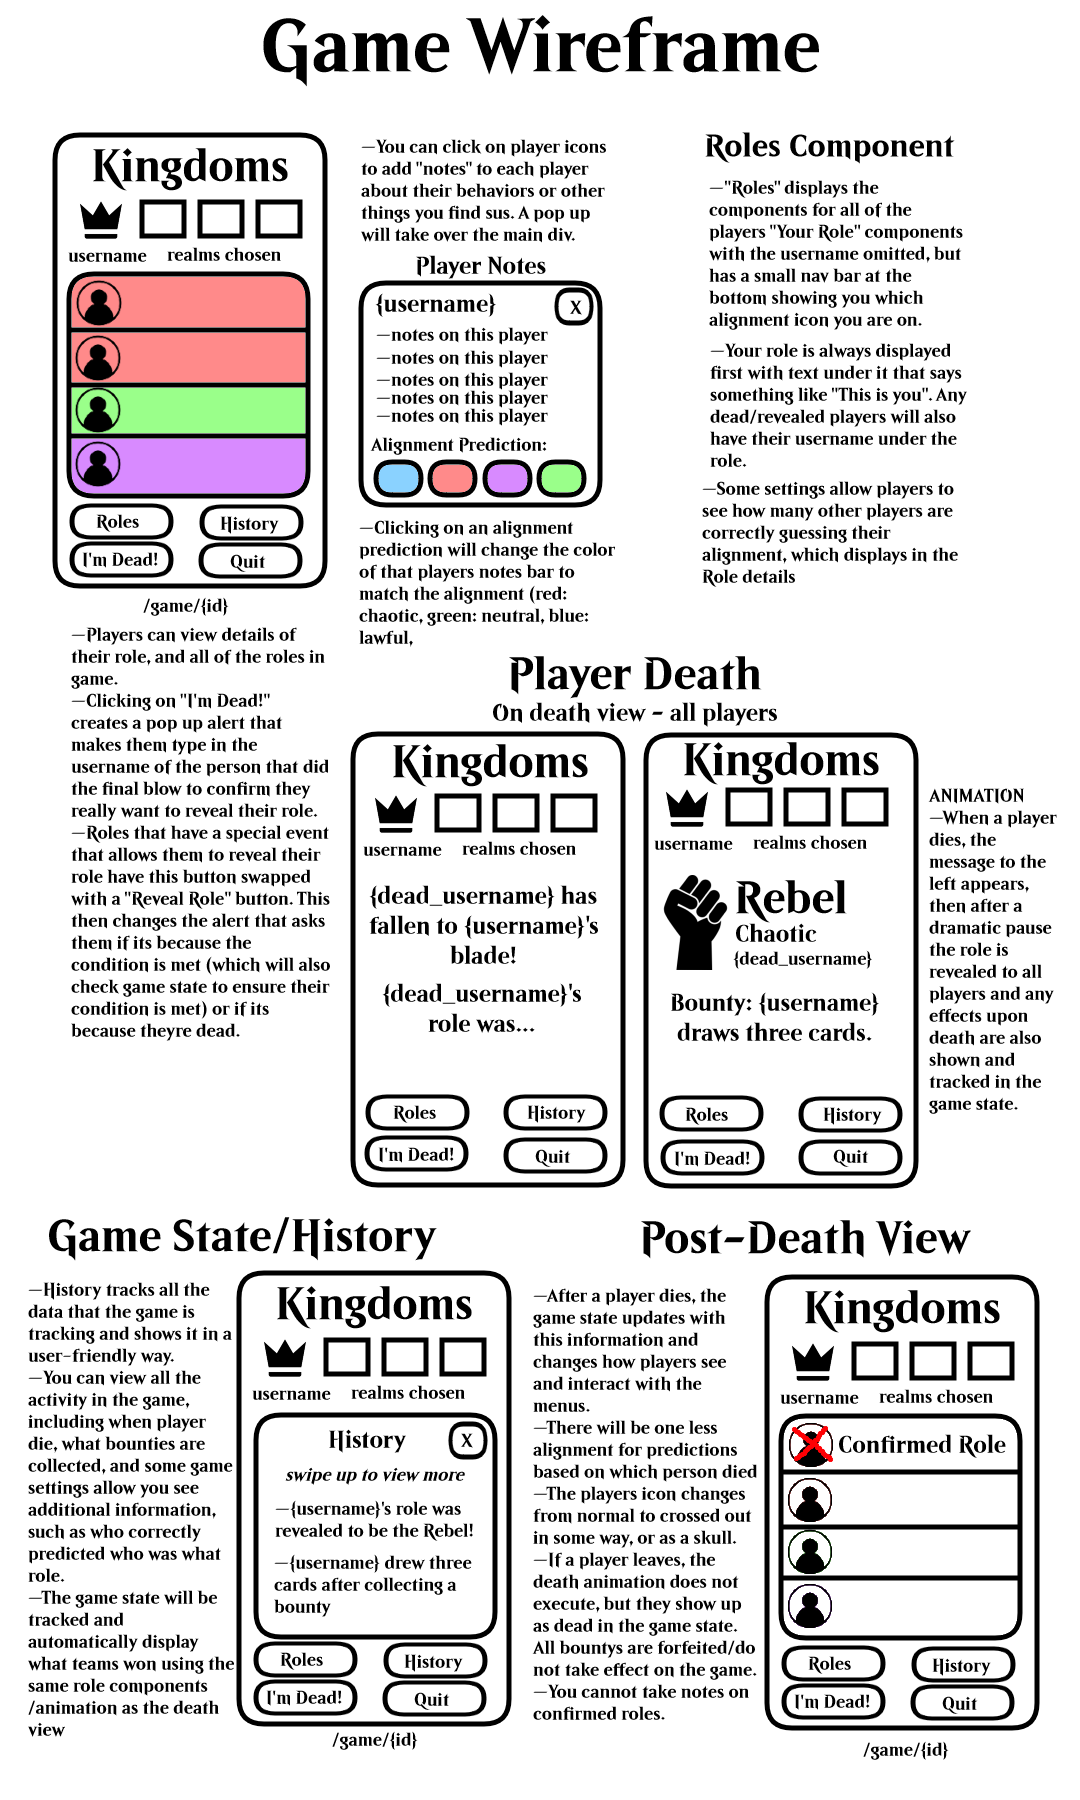 Game Wireframe
Kingdoms
username
realms chosen
Roles
History
I'm Dead!
Quit
/game/{id}
—Players can view details of
their role, and all of the roles in
game.
—Clicking on "I'm Dead!"
creates a pop up alert that
makes them type in the
username of the person that did
the final blow to confirm they
really want to reveal their role.
—Roles that have a special event
that allows them to reveal their
role have this button swapped
with a "Reveal Role" button. This
then changes the alert that asks
them if its because the
condition is met (which will also
check game state to ensure their
condition is met) or if its
because theyre dead.
—You can click on player icons
to add "notes" to each player
about their behaviors or other
things you find sus. A pop up
will take over the main div.
Player Notes
{username}
X
—notes on this player
—notes on this player
—notes on this player
—notes on this player
—notes on this player
Alignment Prediction:
—Clicking on an alignment
prediction will change the color
of that players notes bar to
match the alignment (red:
chaotic, green: neutral, blue:
lawful,
Roles Component
—"Roles" displays the
components for all of the
players "Your Role" components
with the username omitted, but
has a small nav bar at the
bottom showing you which
alignment icon you are on.
—Your role is always displayed
first with text under it that says
something like "This is you". Any
dead/revealed players will also
have their username under the
role.
—Some settings allow players to
see how many other players are
correctly guessing their
alignment, which displays in the
Role details
Player Death
On death view - all players
Kingdoms
username
realms chosen
{dead_username} has
fallen to {username}'s
blade!
{dead_username}'s
role was...
Roles
History
I'm Dead!
Quit
Kingdoms
username
realms chosen
Rebel
Chaotic
{dead_username}
Bounty: {username}
draws three cards.
Roles
History
I'm Dead!
Quit
ANIMATION
—When a player
dies, the
message to the
left appears,
then after a
dramatic pause
the role is
revealed to all
players and any
effects upon
death are also
shown and
tracked in the
game state.
Game State/History
—History tracks all the
data that the game is
tracking and shows it in a
user-friendly way.
—You can view all the
activity in the game,
including when player
die, what bounties are
collected, and some game
settings allow you see
additional information,
such as who correctly
predicted who was what
role.
—The game state will be
tracked and
automatically display
what teams won using the
same role components
/animation as the death
view
Kingdoms
username
realms chosen
History
X
swipe up to view more
—{username}'s role was
revealed to be the Rebel!
—{username} drew three
cards after collecting a
bounty
Roles
History
I'm Dead!
Quit
/game/{id}
Post-Death View
—After a player dies, the
game state updates with
this information and
changes how players see
and interact with the
menus.
—There will be one less
alignment for predictions
based on which person died
—The players icon changes
from normal to crossed out
in some way, or as a skull.
—If a player leaves, the
death animation does not
execute, but they show up
as dead in the game state.
All bountys are forfeited/do
not take effect on the game.
—You cannot take notes on
confirmed roles.
Kingdoms
username
realms chosen
Confirmed Role
Roles
History
I'm Dead!
Quit
/game/{id}